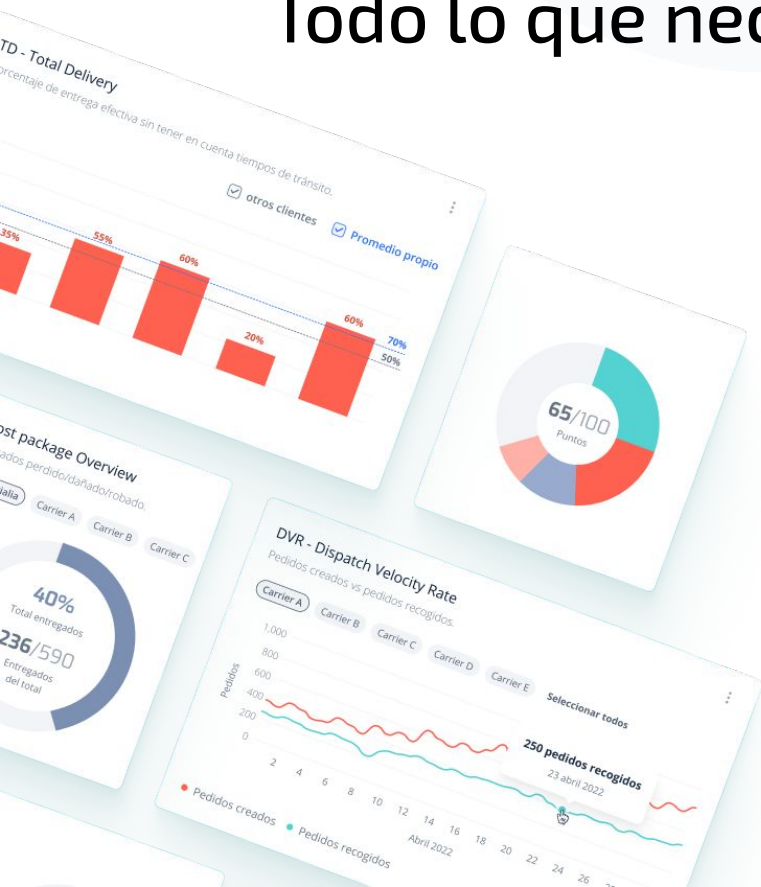 Todo lo que
TD - Total Delivery
de entrega efectiva sin tener en cuenta tiempos de tránsito.
otros clientes
Promedio propio
35%
55%
60%
20%
60%
70%
50%
65/100
Puntos
package Overview
perdido/dañado/robado.
Carrier A
Carrier B
Carrier C
40%
Total entregados
236/590
Entregados
del total
DVR - Dispatch Velocity Rate
Pedidos creados vs pedidos recogidos.
Carrier A
Carrier B
Carrier C
Carrier D
Carrier E
Seleccionar todos
Pedidos
1,000
800
600
400
200
0
250 pedidos recogidos
23 abril 2022
2 4 6 8 10 12 14 16 18 20 22 24 26
Abril 2022
Pedidos creados
Pedidos recogidos